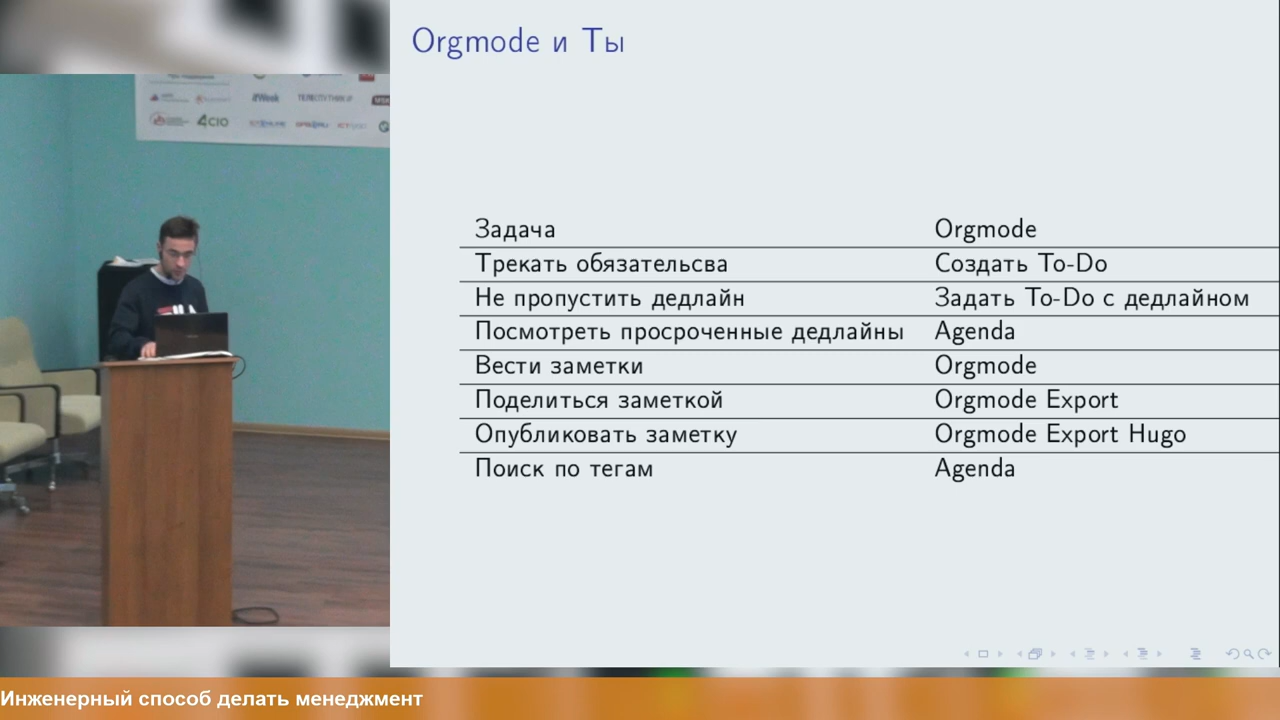 Orgmode и Ты
Задача Orgmode
Трекать обязательсва Создать To-Do
Не пропустить дедлайн Задать To-Do с дедлайном
Посмотреть просроченные дедлайны Agenda
Вести заметки Orgmode
Поделиться заметкой Orgmode Export
Опубликовать заметку Orgmode Export Hugo
Поиск по тегам Agenda
itWeek ТЕЛЕСПУТНИК
4CIO
Инженерный способ делать менеджмент